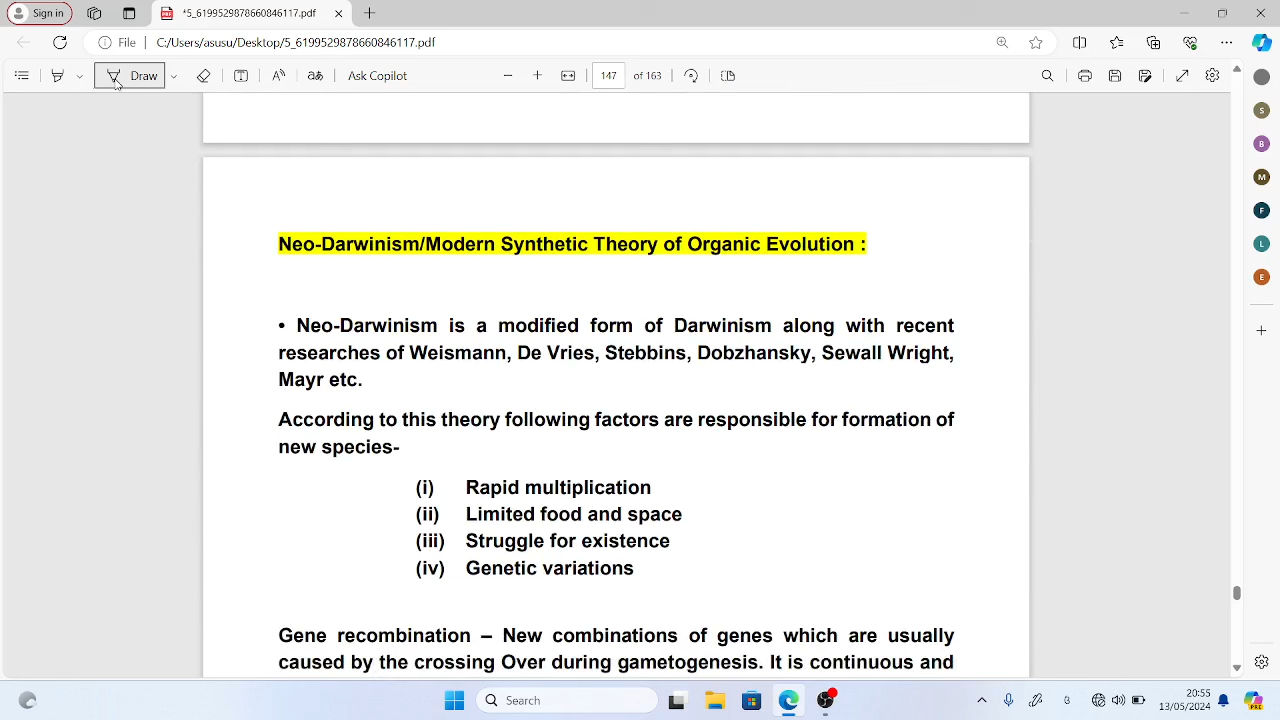 Sign in
*5_6199529878660846117.pdf
File C:/Users/asusu/Desktop/5_6199529878660846117.pdf
Draw
Ask Copilot
147 of 163
Neo-Darwinism/Modern Synthetic Theory of Organic Evolution :
• Neo-Darwinism is a modified form of Darwinism along with recent
researches of Weismann, De Vries, Stebbins, Dobzhansky, Sewall Wright,
Mayr etc.
According to this theory following factors are responsible for formation of
new species-
(i) Rapid multiplication
(ii) Limited food and space
(iii) Struggle for existence
(iv) Genetic variations
Gene recombination – New combinations of genes which are usually
caused by the crossing Over during gametogenesis. It is continuous and
S
B
M
F
L
E
Search
20:55
13/05/2024